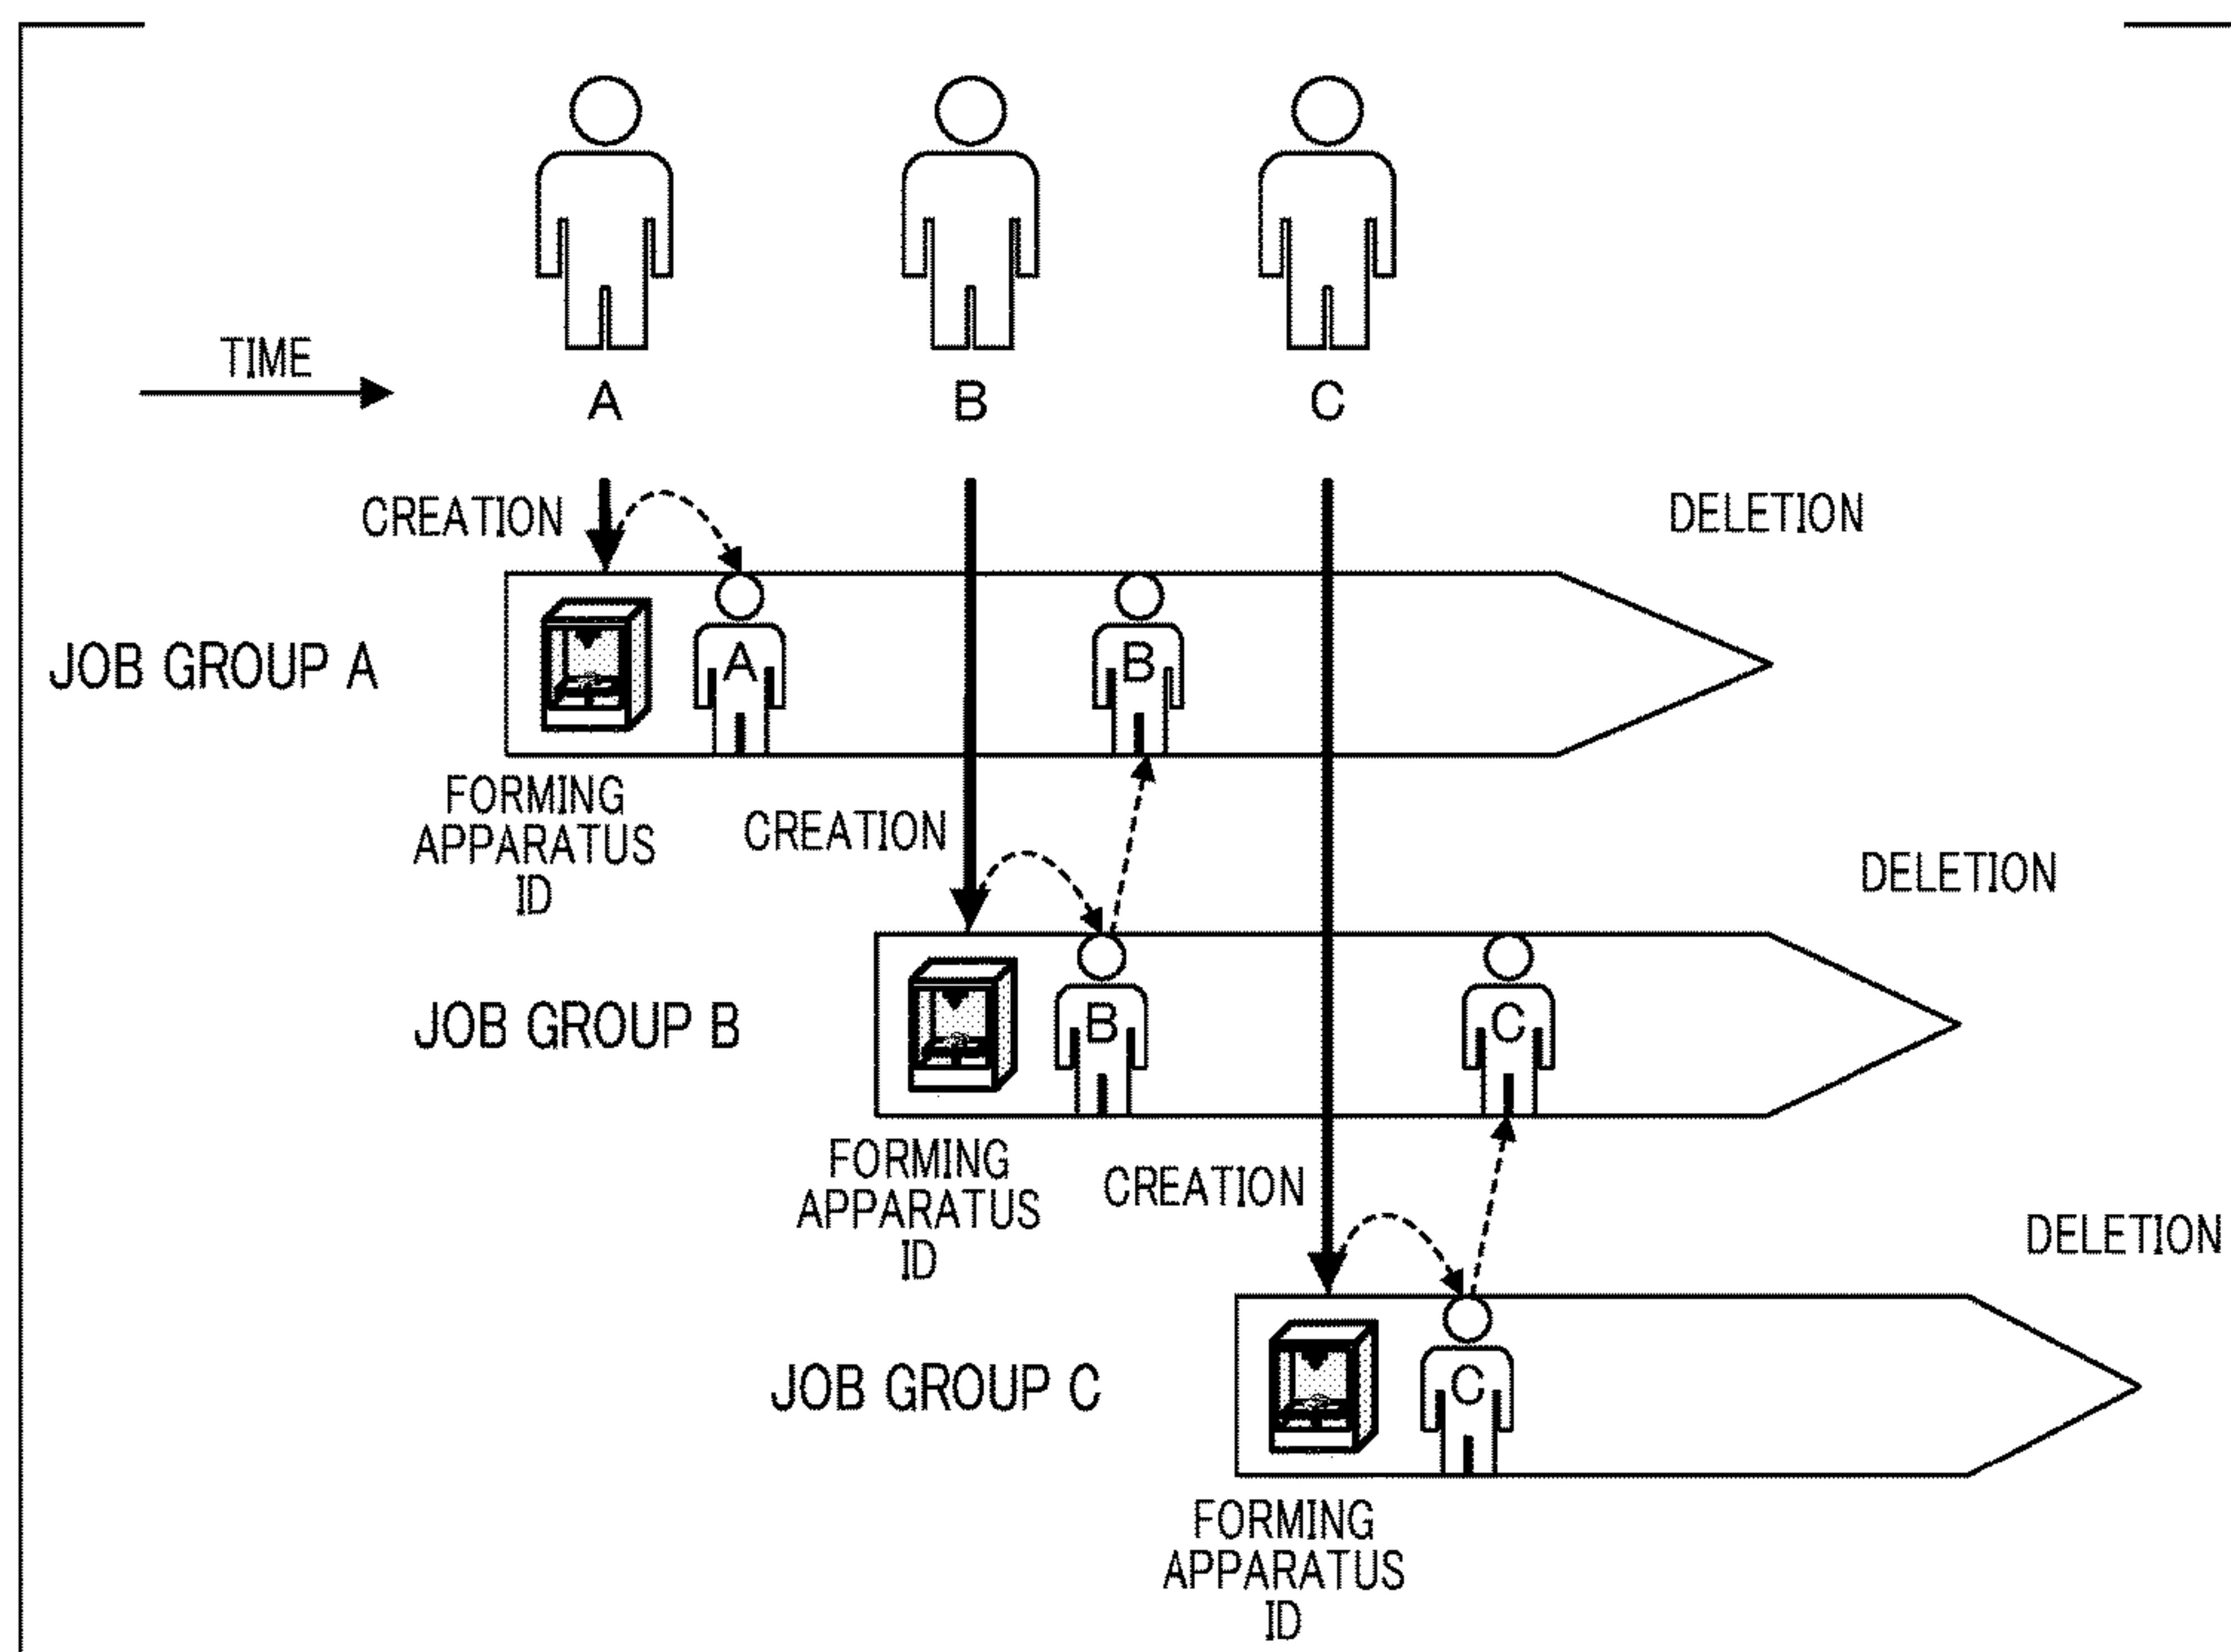 TIME
A
B
C
CREATION
DELETION
JOB GROUP A
A
B
FORMING
APPARATUS
ID
CREATION
DELETION
JOB GROUP B
B
C
FORMING
APPARATUS
ID
CREATION
DELETION
JOB GROUP C
C
FORMING
APPARATUS
ID